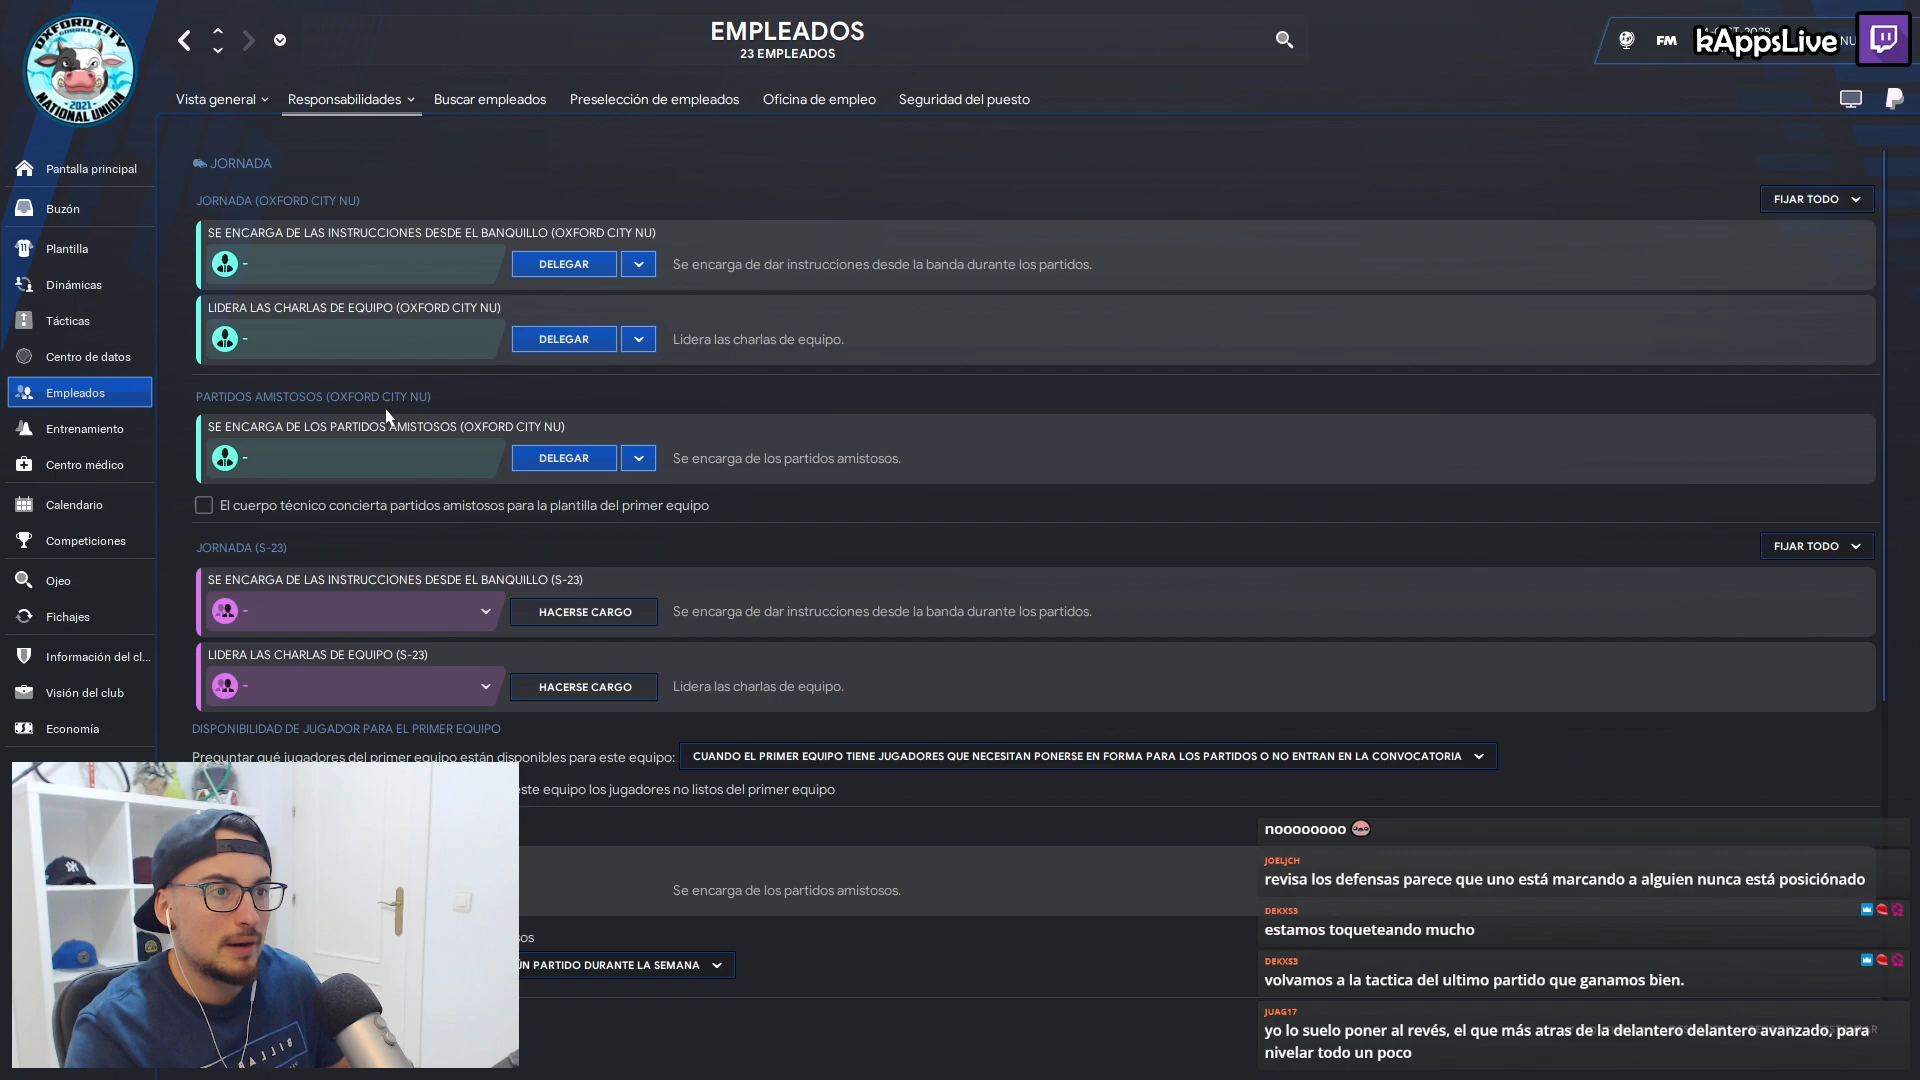 OXFORD CITY
GORRILLAS
2021
NATIONAL UNION
EMPLEADOS
23 EMPLEADOS
FM
kAppsLive
NU
Vista general
Responsabilidades
Buscar empleados
Preselección de empleados
Oficina de empleo
Seguridad del puesto
Pantalla principal
Buzón
Plantilla
Dinámicas
Tácticas
Centro de datos
Empleados
Entrenamiento
Centro médico
Calendario
Competiciones
Ojeo
Fichajes
Información del cl...
Visión del club
Economía
JORNADA
JORNADA (OXFORD CITY NU)
FIJAR TODO
SE ENCARGA DE LAS INSTRUCCIONES DESDE EL BANQUILLO (OXFORD CITY NU)
- DELEGAR Se encarga de dar instrucciones desde la banda durante los partidos.
LIDERA LAS CHARLAS DE EQUIPO (OXFORD CITY NU)
- DELEGAR Lidera las charlas de equipo.
PARTIDOS AMISTOSOS (OXFORD CITY NU)
SE ENCARGA DE LOS PARTIDOS AMISTOSOS (OXFORD CITY NU)
- DELEGAR Se encarga de los partidos amistosos.
El cuerpo técnico concierta partidos amistosos para la plantilla del primer equipo
JORNADA (S-23)
FIJAR TODO
SE ENCARGA DE LAS INSTRUCCIONES DESDE EL BANQUILLO (S-23)
- HACERSE CARGO Se encarga de dar instrucciones desde la banda durante los partidos.
LIDERA LAS CHARLAS DE EQUIPO (S-23)
- HACERSE CARGO Lidera las charlas de equipo.
DISPONIBILIDAD DE JUGADOR PARA EL PRIMER EQUIPO
Preguntar qué jugadores del primer equipo están disponibles para este equipo: CUANDO EL PRIMER EQUIPO TIENE JUGADORES QUE NECESITAN PONERSE EN FORMA PARA LOS PARTIDOS O NO ENTRAN EN LA CONVOCATORIA
este equipo los jugadores no listos del primer equipo
Se encarga de los partidos amistosos.
sos
ÚN PARTIDO DURANTE LA SEMANA
noooooooo
JOELJCH
revisa los defensas parece que uno está marcando a alguien nunca está posiciónado
DEKXS3
estamos toqueteando mucho
DEKXS3
volvamos a la tactica del ultimo partido que ganamos bien.
JUAG17
yo lo suelo poner al revés, el que más atras de la delantero delantero avanzado, para
nivelar todo un poco